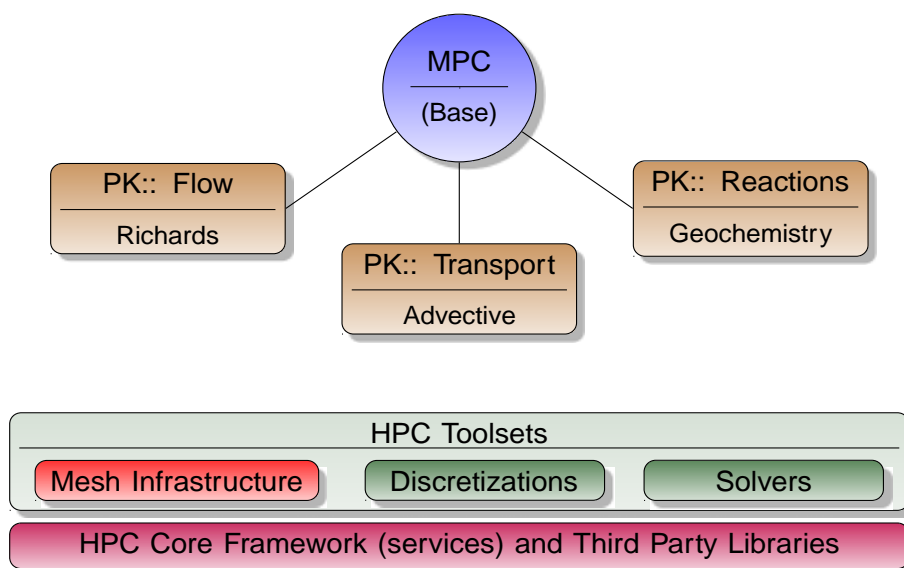 MPC
(Base)
PK:: Flow
Richards
PK:: Transport
Advective
PK:: Reactions
Geochemistry
HPC Toolsets
Mesh Infrastructure
Discretizations
Solvers
HPC Core Framework (services) and Third Party Libraries